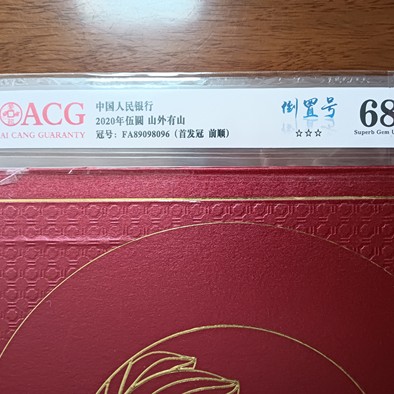 ACG
AI CANG GUARANTY
中国人民银行
2020年伍圆 山外有山
冠号: FA89098096 (首发冠 前顺)
倒置号
☆☆☆
68
Superb Gem U